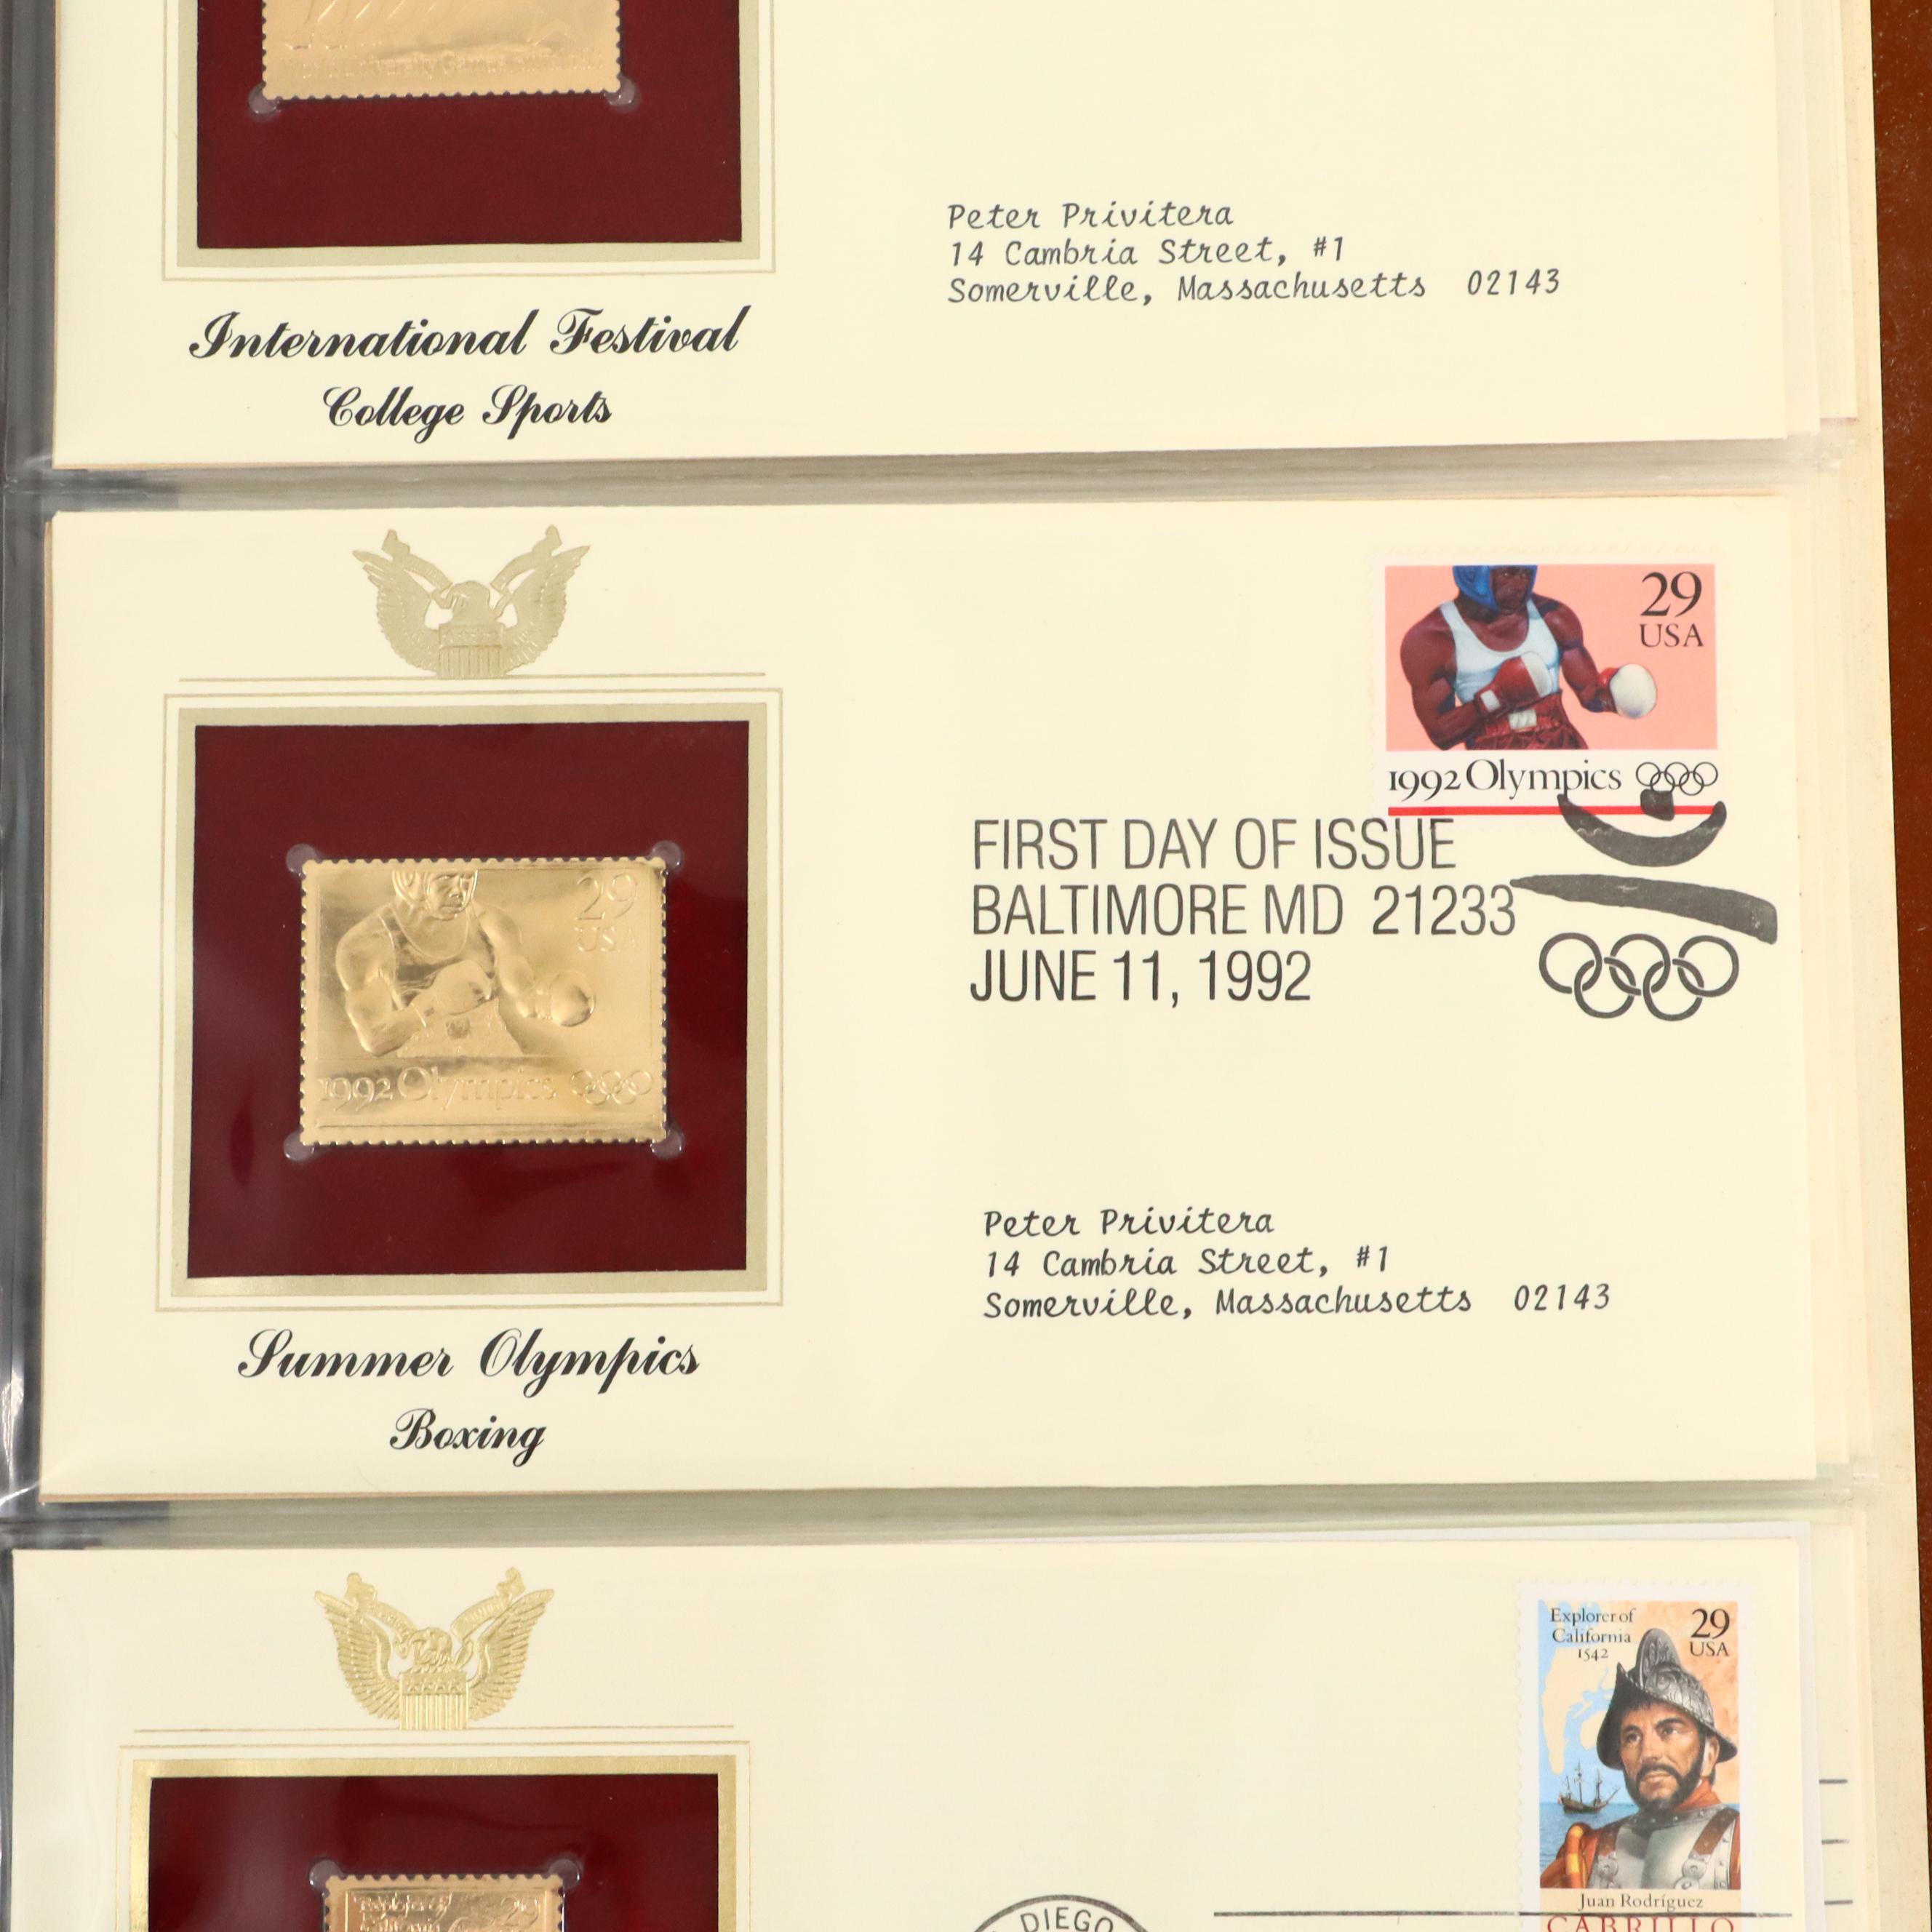 Peter Privitera
14 Cambria Street, #1
Somerville, Massachusetts 02143
International Festival
College Sports
29
USA
1992 Olympics
FIRST DAY OF ISSUE
BALTIMORE MD 21233
JUNE 11, 1992
29
USA
1992 Olympics
Peter Privitera
14 Cambria Street, #1
Somerville, Massachusetts 02143
Summer Olympics
Boxing
Explorer of
California
1542
29
USA
Juan Rodríguez
CABRILLO
DIEGO